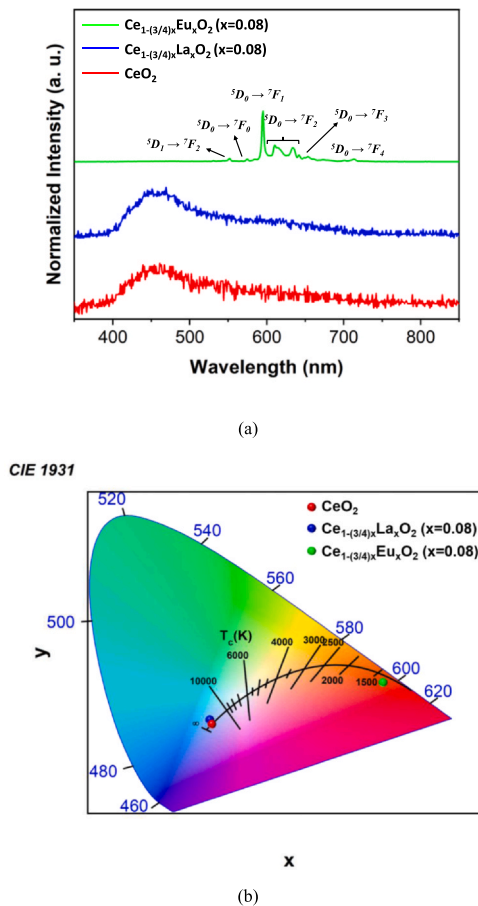 Ce1-(3/4)xEuxO2 (x=0.08)
Ce1-(3/4)xLaxO2 (x=0.08)
CeO2
5D0 → 7F1
5D0 → 7F0
5D0 → 7F2
5D0 → 7F3
5D1 → 7F2
5D0 → 7F4
Normalized Intensity (a. u.)
400 500 600 700 800
Wavelength (nm)
(a)
CIE 1931
520
540
560
580
600
620
500
480
460
CeO2
Ce1-(3/4)xLaxO2 (x=0.08)
Ce1-(3/4)xEuxO2 (x=0.08)
Tc(K)
∞
10000
6000
4000
3000
2500
2000
1500
y
x
(b)